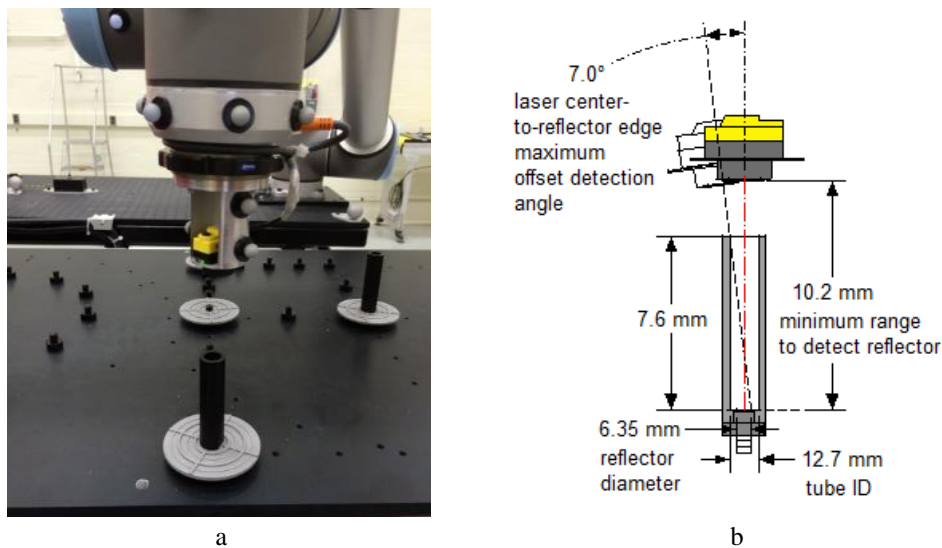 7.0°
laser center-
to-reflector edge
maximum
offset detection
angle
7.6 mm
10.2 mm
minimum range
to detect reflector
6.35 mm
reflector
diameter
12.7 mm
tube ID
a
b